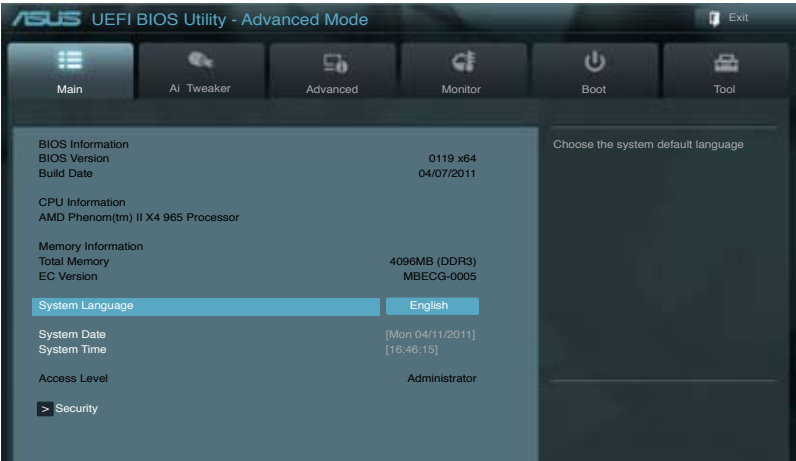 ASUS UEFI BIOS Utility - Advanced Mode Exit
Main Ai Tweaker Advanced Monitor Boot Tool
BIOS Information
BIOS Version 0119 x64
Build Date 04/07/2011
CPU Information
AMD Phenom(tm) II X4 965 Processor
Memory Information
Total Memory 4096MB (DDR3)
EC Version MBECG-0005
System Language English
System Date [Mon 04/11/2011]
System Time [16:46:15]
Access Level Administrator
> Security
Choose the system default language